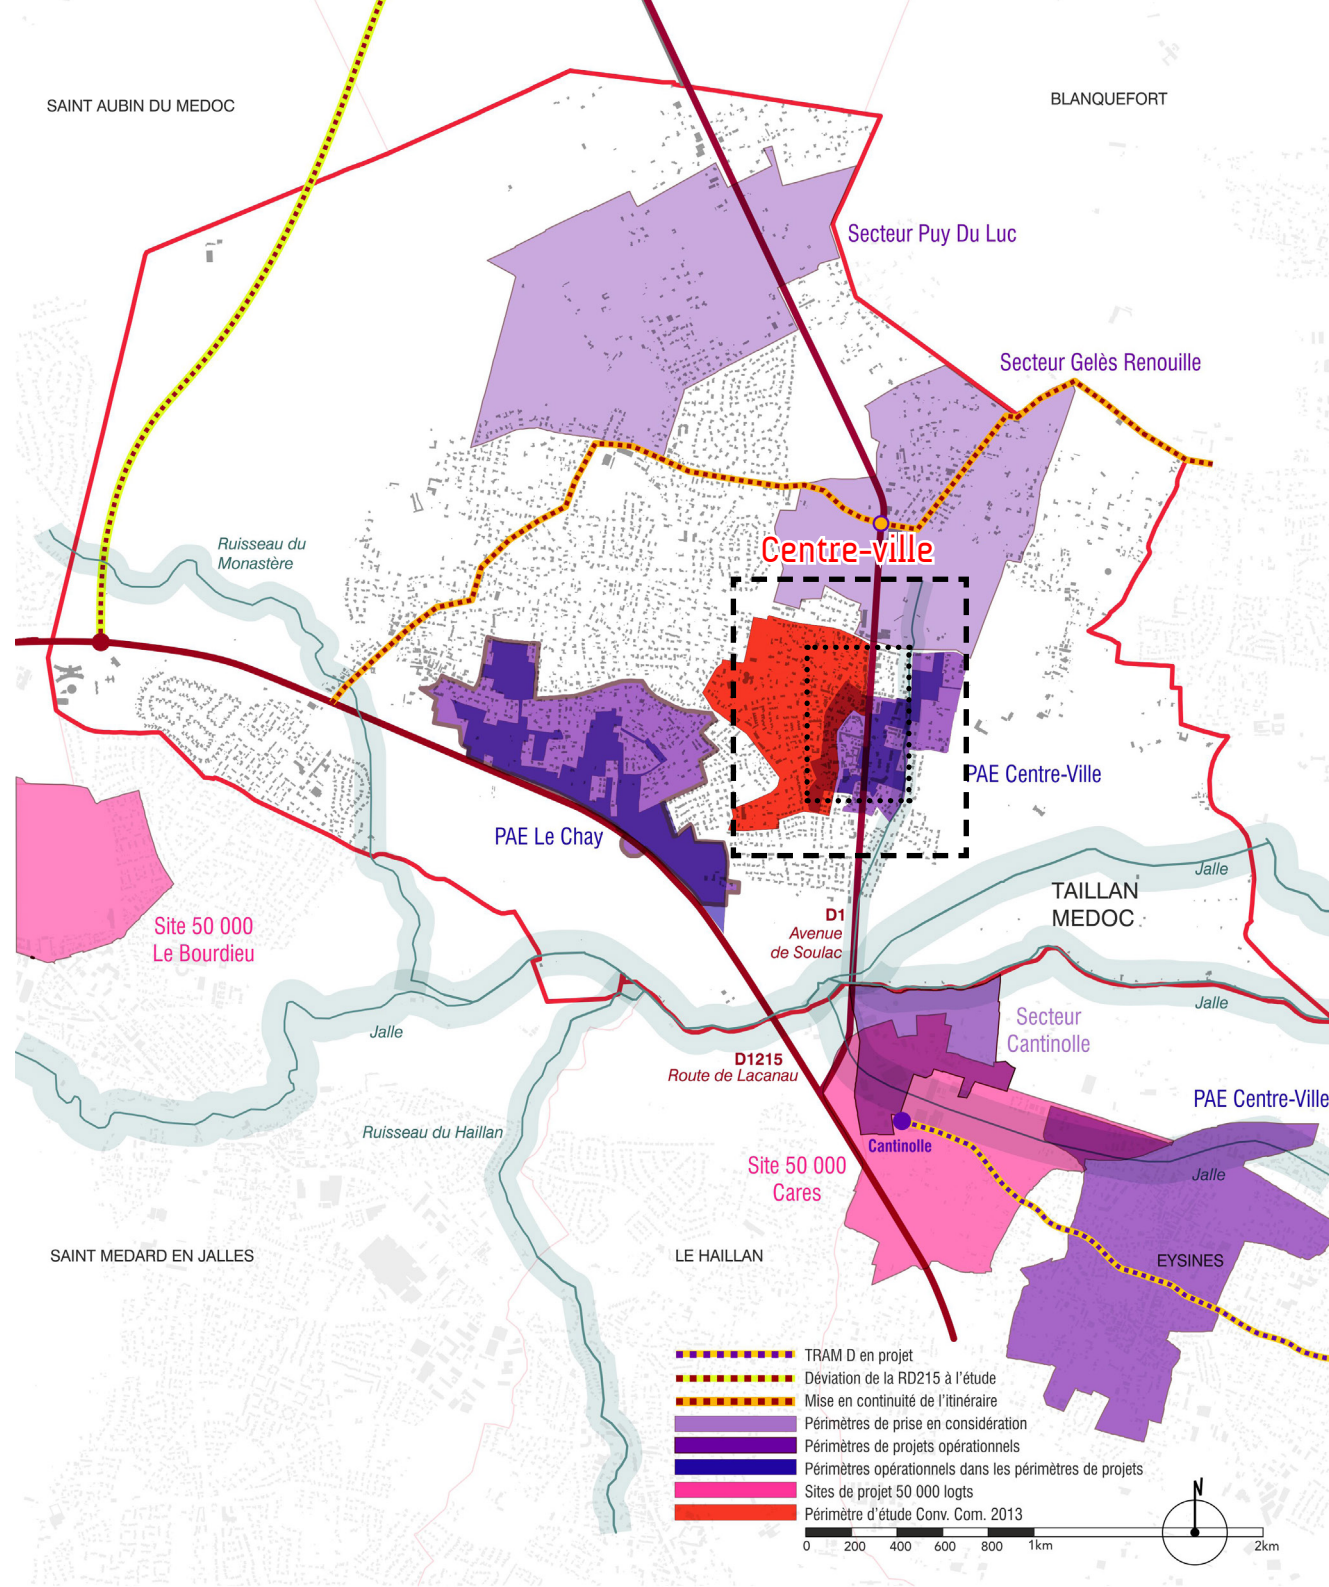 SAINT AUBIN DU MEDOC
BLANQUEFORT
Secteur Puy Du Luc
Secteur Gelès Renouille
Ruisseau du
Monastère
Centre-ville
PAE Centre-Ville
PAE Le Chay
Jalle
TAILLAN
MEDOC
D1
Avenue
de Soulac
Site 50 000
Le Bourdieu
Jalle
Jalle
Secteur
Cantinolle
D1215
Route de Lacanau
PAE Centre-Ville
Ruisseau du Haillan
Cantinolle
Site 50 000
Cares
Jalle
SAINT MEDARD EN JALLES
LE HAILLAN
EYSINES
TRAM D en projet
Déviation de la RD215 à l'étude
Mise en continuité de l'itinéraire
Périmètres de prise en considération
Périmètres de projets opérationnels
Périmètres opérationnels dans les périmètres de projets
Sites de projet 50 000 logts
Périmètre d'étude Conv. Com. 2013
N
0 200 400 600 800 1km 2km